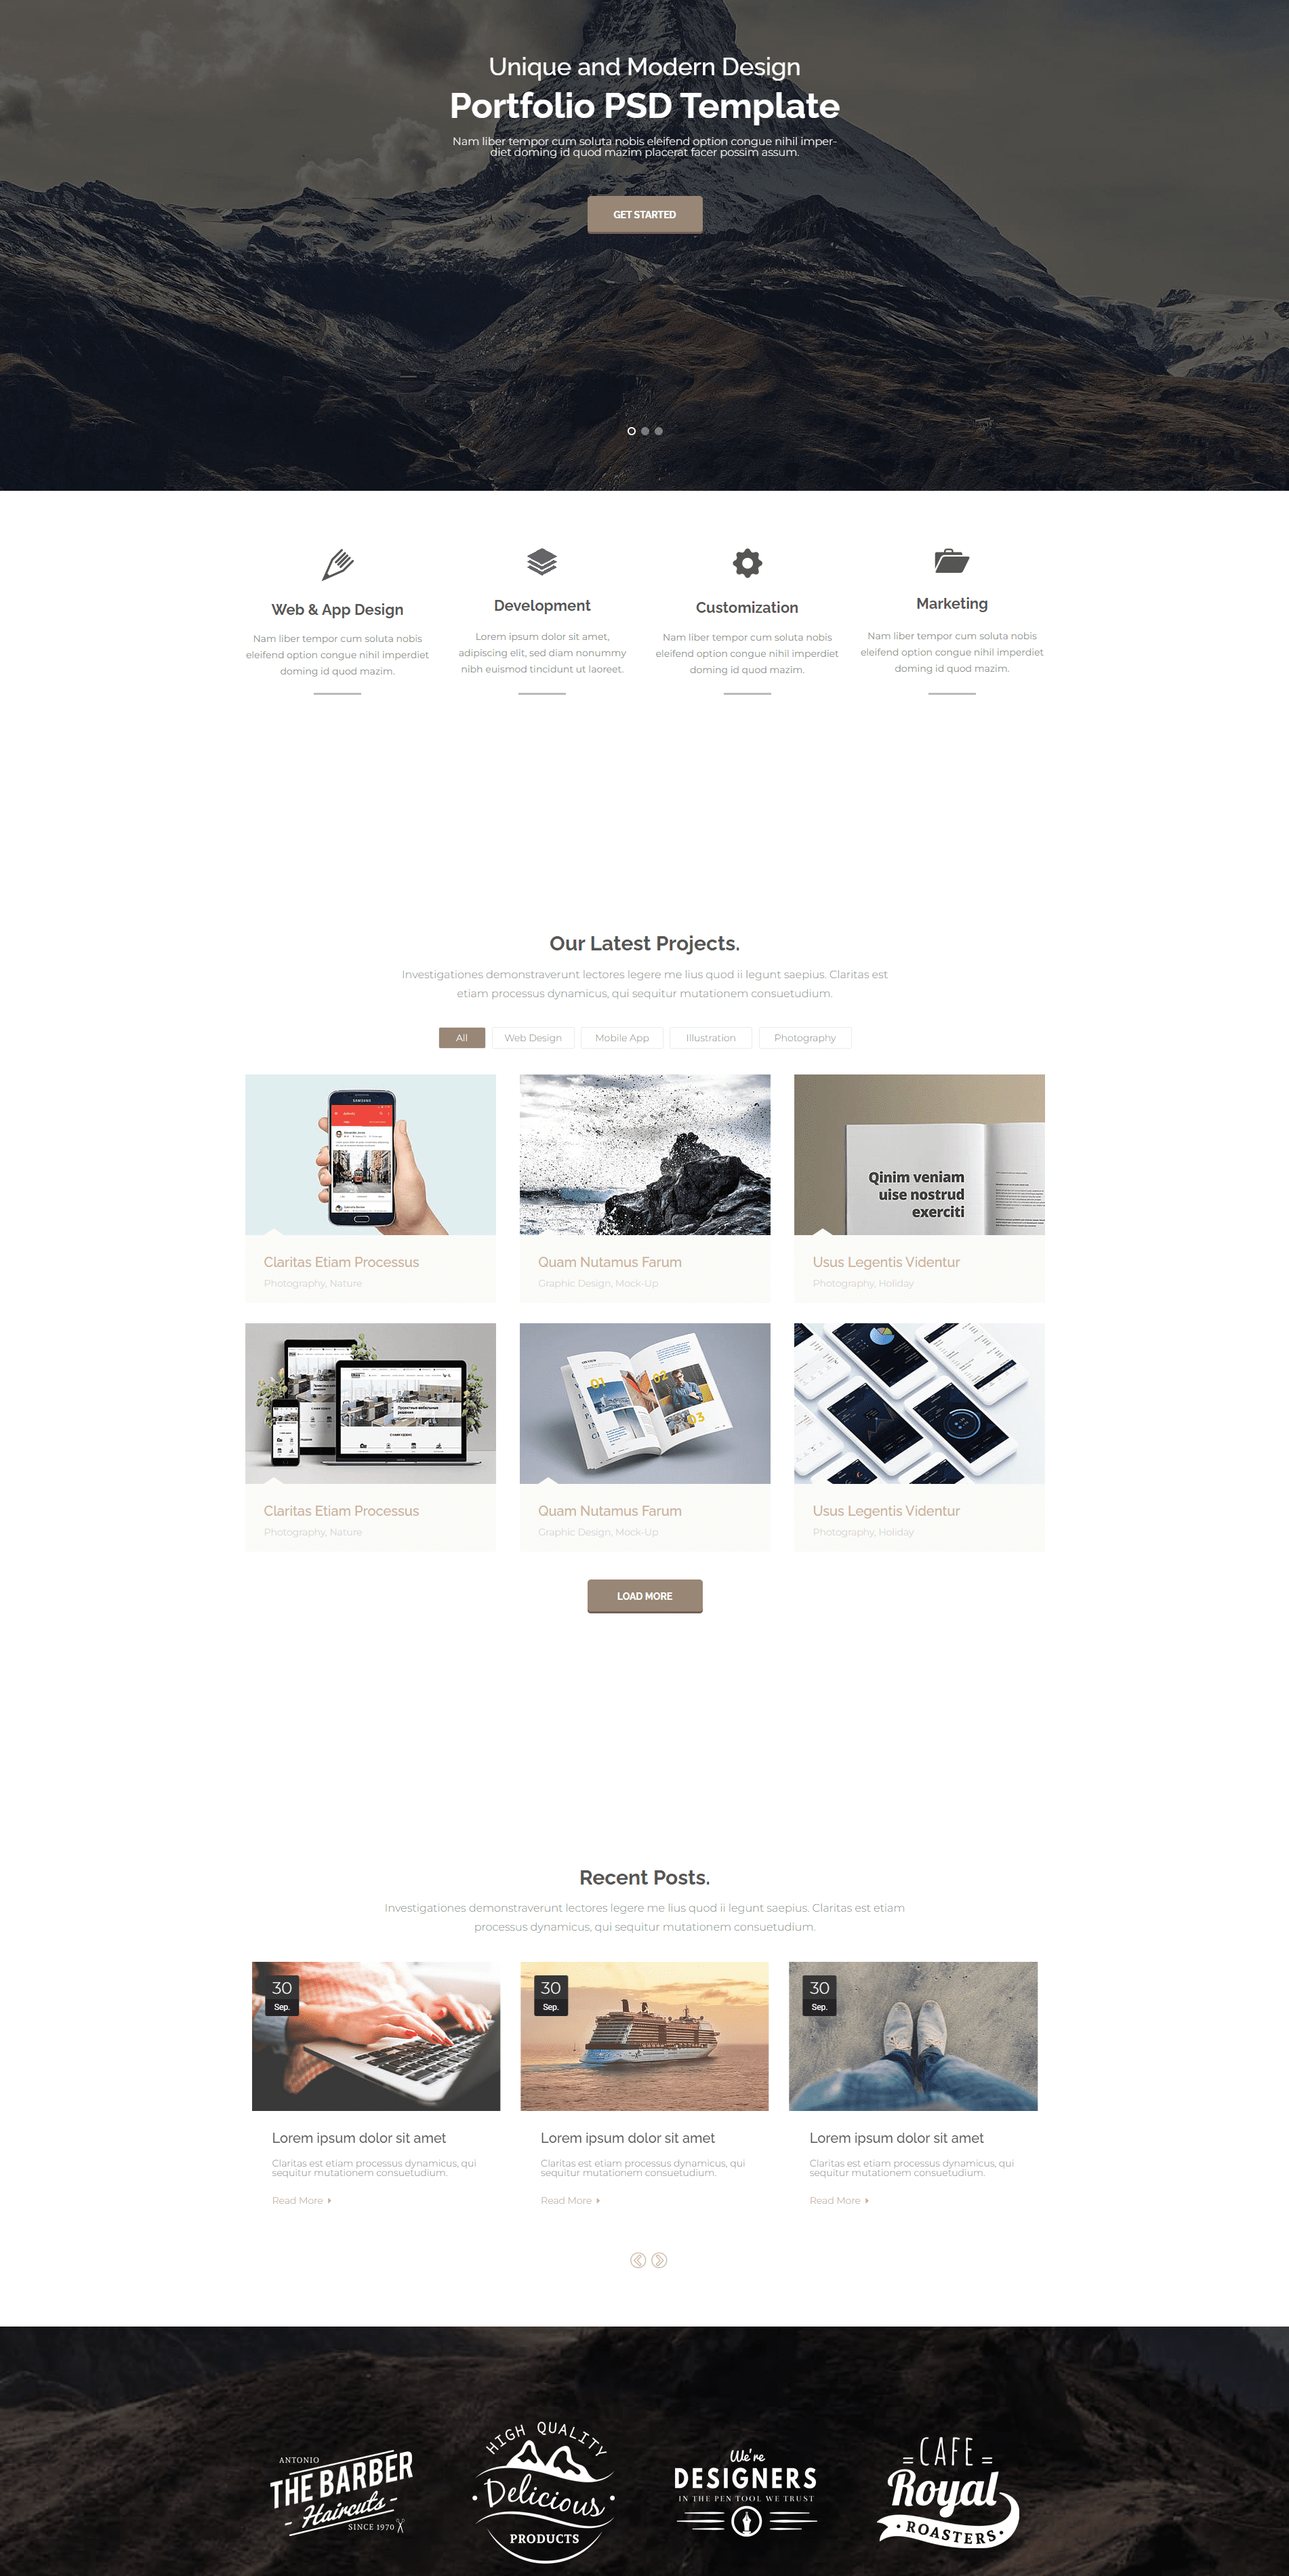 Unique and Modern Design
Portfolio PSD Template
Nam liber tempor cum soluta nobis eleifend option congue nihil imper-
diet doming id quod mazim placerat facer possim assum.
GET STARTED
Web & App Design
Nam liber tempor cum soluta nobis
eleifend option congue nihil imperdiet
doming id quod mazim.
Development
Lorem ipsum dolor sit amet,
adipiscing elit, sed diam nonummy
nibh euismod tincidunt ut laoreet.
Customization
Nam liber tempor cum soluta nobis
eleifend option congue nihil imperdiet
doming id quod mazim.
Marketing
Nam liber tempor cum soluta nobis
eleifend option congue nihil imperdiet
doming id quod mazim.
Our Latest Projects.
Investigationes demonstraverunt lectores legere me lius quod ii legunt saepius. Claritas est
etiam processus dynamicus, qui sequitur mutationem consuetudium.
All
Web Design
Mobile App
Illustration
Photography
SAMSUNG
Qinim veniam
uise nostrud
exerciti
Claritas Etiam Processus
Photography, Nature
Quam Nutamus Farum
Graphic Design, Mock-Up
Usus Legentis Videntur
Photography, Holiday
01
02
03
Claritas Etiam Processus
Photography, Nature
Quam Nutamus Farum
Graphic Design, Mock-Up
Usus Legentis Videntur
Photography, Holiday
LOAD MORE
Recent Posts.
Investigationes demonstraverunt lectores legere me lius quod ii legunt saepius. Claritas est etiam
processus dynamicus, qui sequitur mutationem consuetudium.
30
Sep.
Lorem ipsum dolor sit amet
Claritas est etiam processus dynamicus, qui
sequitur mutationem consuetudium.
Read More
30
Sep.
Lorem ipsum dolor sit amet
Claritas est etiam processus dynamicus, qui
sequitur mutationem consuetudium.
Read More
30
Sep.
Lorem ipsum dolor sit amet
Claritas est etiam processus dynamicus, qui
sequitur mutationem consuetudium.
Read More
ANTONIO
THE BARBER
- Haircuts -
SINCE 1970
HIGH QUALITY
Delicious
PRODUCTS
We're
DESIGNERS
IN THE PEN TOOL WE TRUST
CAFE
Royal
ROASTERS